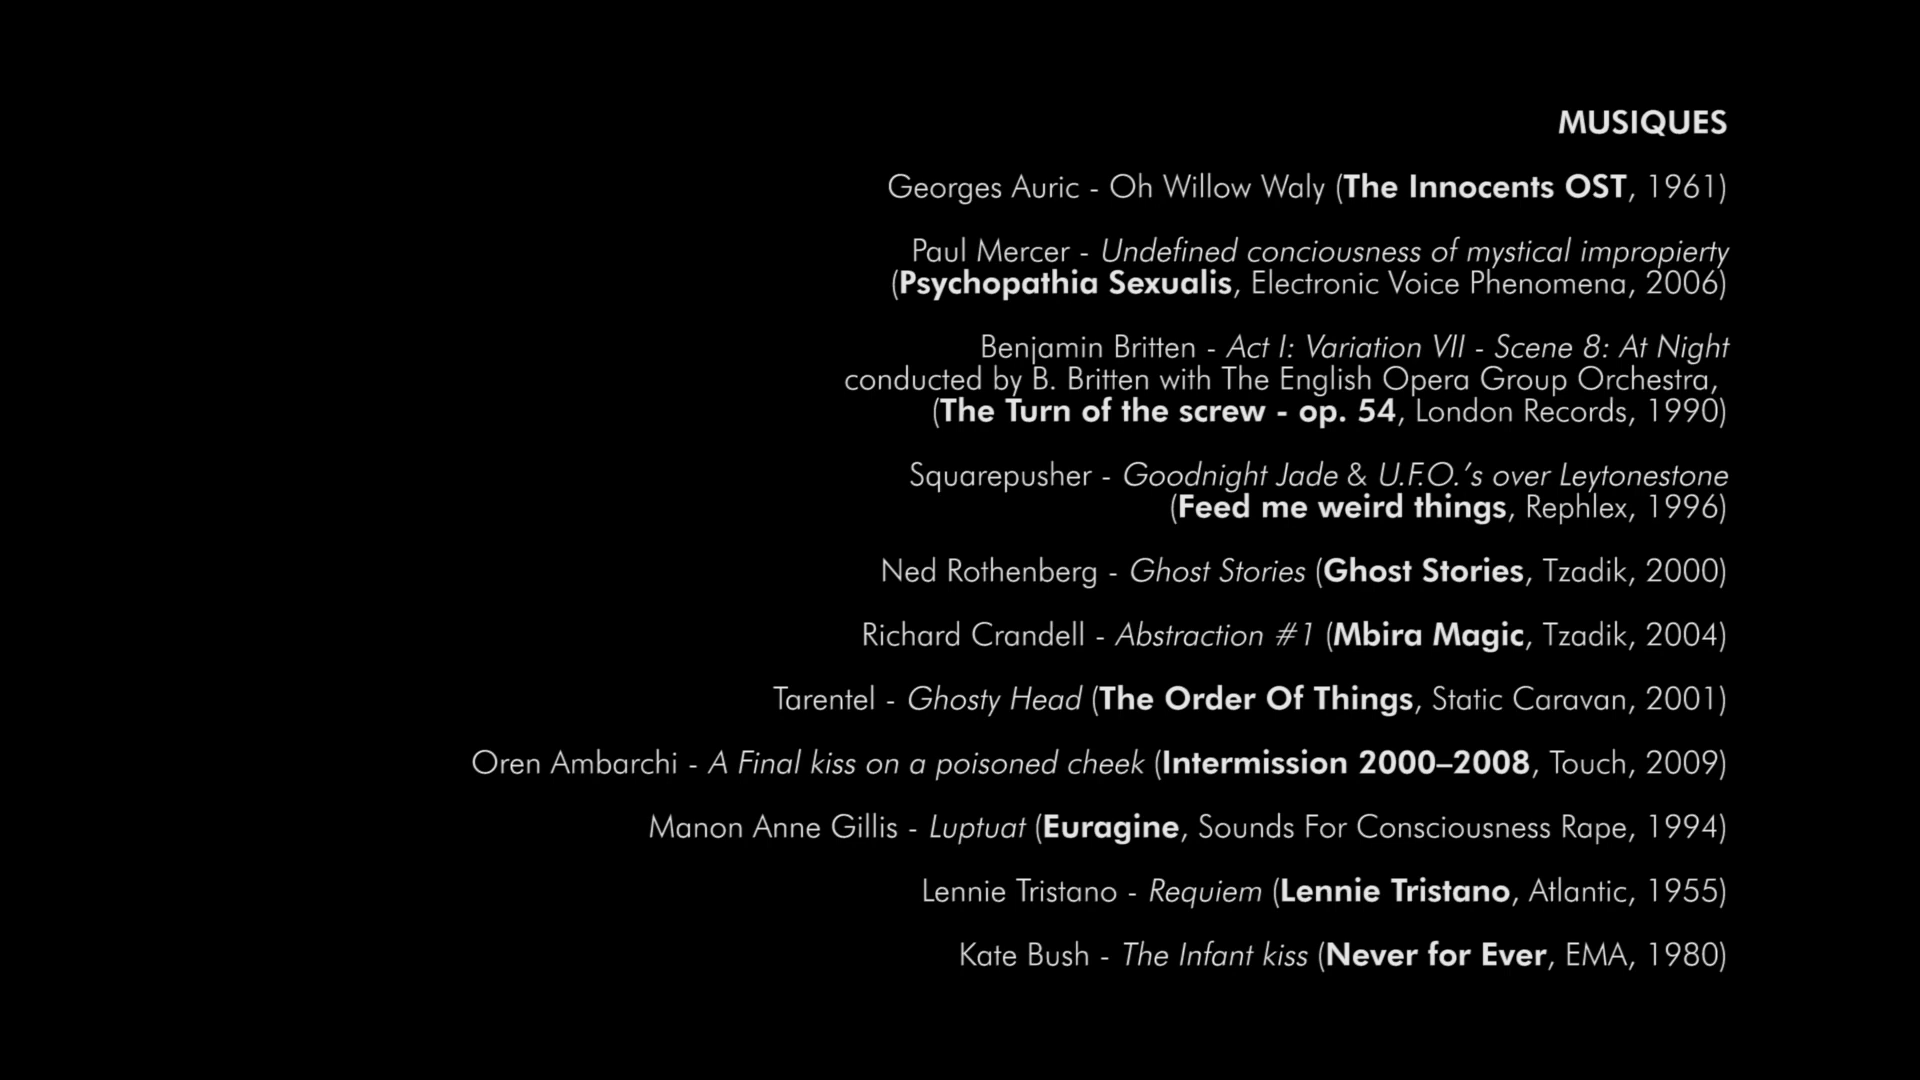 MUSIQUES
Georges Auric - Oh Willow Waly (The Innocents OST, 1961)
Paul Mercer - Undefined conciousness of mystical impropierty
(Psychopathia Sexualis, Electronic Voice Phenomena, 2006)
Benjamin Britten - Act I: Variation VII - Scene 8: At Night
conducted by B. Britten with The English Opera Group Orchestra,
(The Turn of the screw - op. 54, London Records, 1990)
Squarepusher - Goodnight Jade & U.F.O.'s over Leytonestone
(Feed me weird things, Rephlex, 1996)
Ned Rothenberg - Ghost Stories (Ghost Stories, Tzadik, 2000)
Richard Crandell - Abstraction #1 (Mbira Magic, Tzadik, 2004)
Tarentel - Ghosty Head (The Order Of Things, Static Caravan, 2001)
Oren Ambarchi - A Final kiss on a poisoned cheek (Intermission 2000–2008, Touch, 2009)
Manon Anne Gillis - Luptuat (Euragine, Sounds For Consciousness Rape, 1994)
Lennie Tristano - Requiem (Lennie Tristano, Atlantic, 1955)
Kate Bush - The Infant kiss (Never for Ever, EMA, 1980)